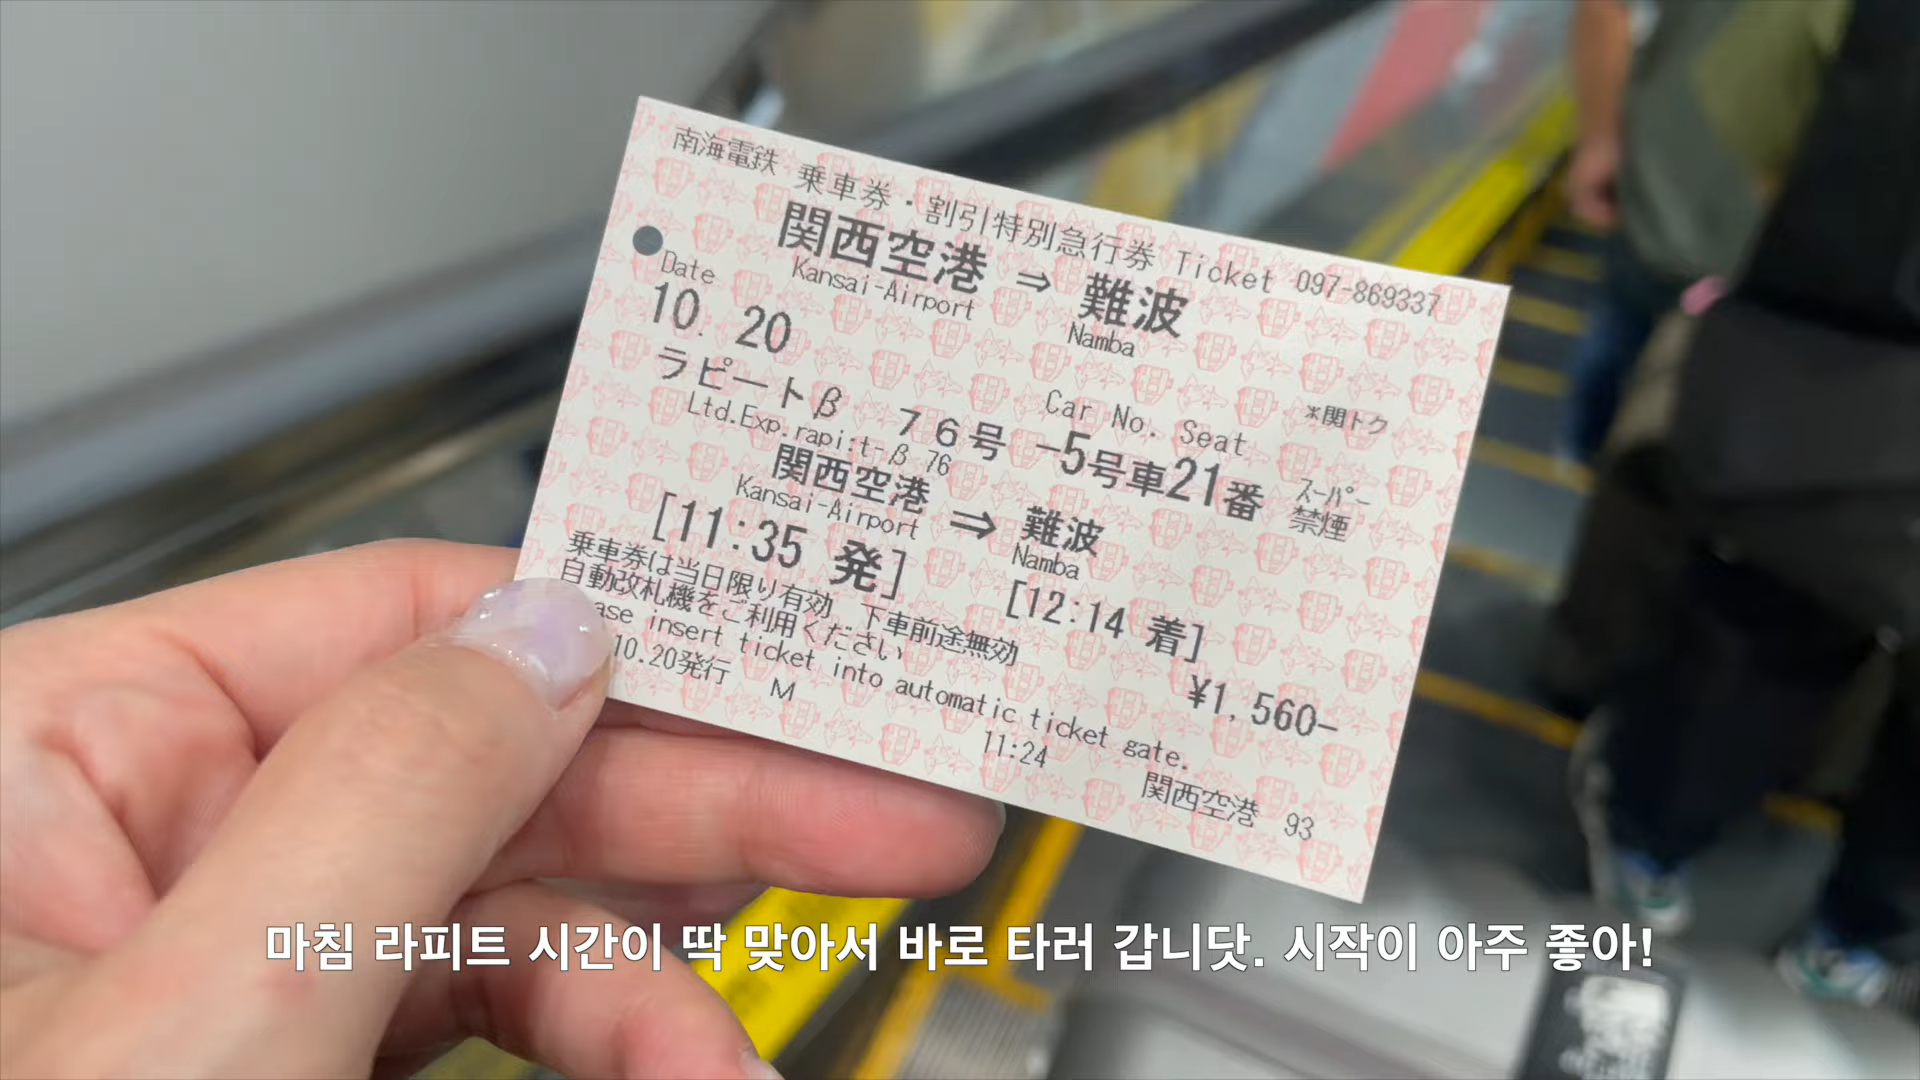 南海電鉄 乗車券・割引特別急行券 Ticket 097-869337
関西空港 ⇒ 難波
Kansai-Airport Namba
Date
10. 20
Car No. Seat *関トク
ラピートβ 76号 -5号車21番 スーパー禁煙
Ltd.Exp.rapi:t-β 76
関西空港 ⇒ 難波
Kansai-Airport Namba
[11:35 発] [12:14 着]
乗車券は当日限り有効 下車前途無効
自動改札機をご利用ください ¥1,560-
ase insert ticket into automatic ticket gate.
10.20発行 M 11:24 関西空港 93
마침 라피트 시간이 딱 맞아서 바로 타러 갑니닷. 시작이 아주 좋아!